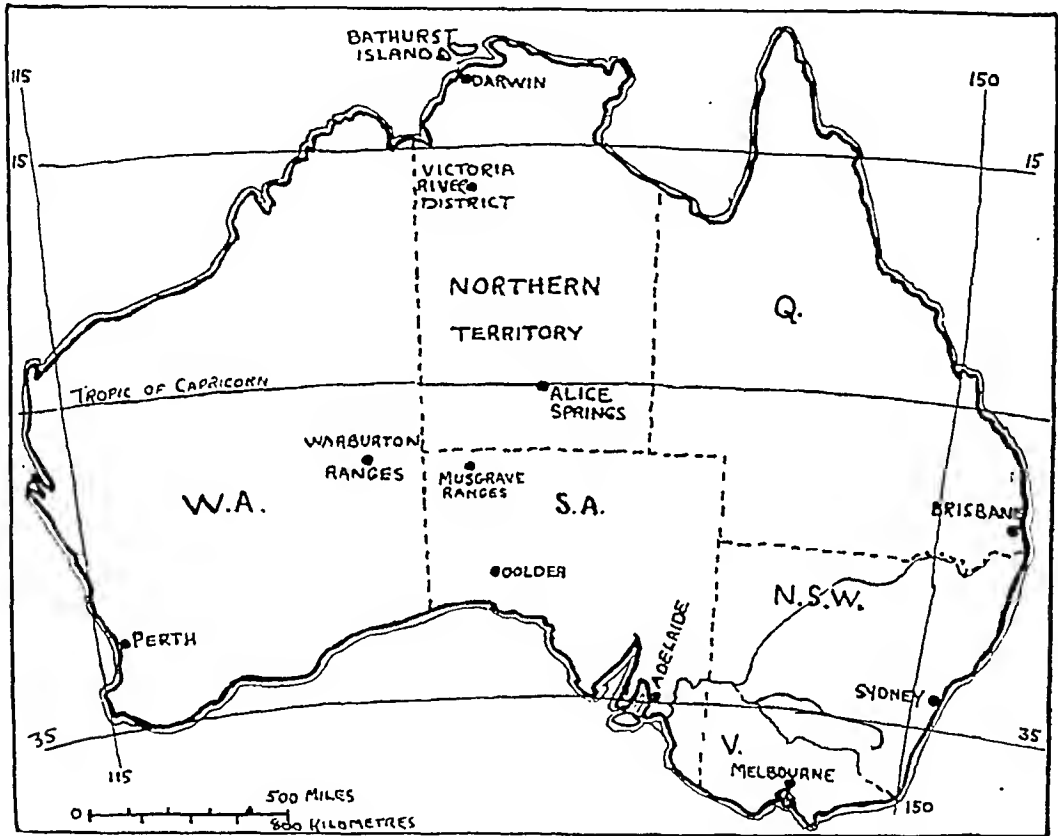 BATHURST
ISLAND
DARWIN
115
150
15
15
VICTORIA
RIVER
DISTRICT
NORTHERN
TERRITORY
Q.
TROPIC OF CAPRICORN
ALICE
SPRINGS
WARBURTON
RANGES
MUSGRAVE
RANGES
W.A.
S.A.
BRISBANE
OOLDER
N.S.W.
PERTH
ADELAIDE
SYDNEY
35
35
V.
MELBOURNE
115
150
0
500 MILES
800 KILOMETRES